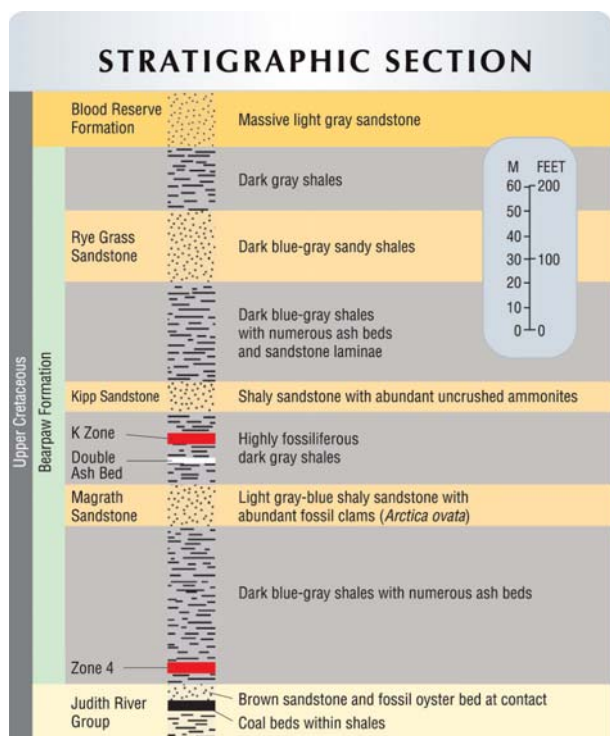 STRATIGRAPHIC SECTION
Upper Cretaceous
Bearpaw Formation
Blood Reserve
Formation
Massive light gray sandstone
Dark gray shales
M FEET
60 200
50
40
30 100
20
10
0 0
Rye Grass
Sandstone
Dark blue-gray sandy shales
Dark blue-gray shales
with numerous ash beds
and sandstone laminae
Kipp Sandstone
Shaly sandstone with abundant uncrushed ammonites
K Zone
Double
Ash Bed
Highly fossiliferous
dark gray shales
Magrath
Sandstone
Light gray-blue shaly sandstone with
abundant fossil clams (Arctica ovata)
Dark blue-gray shales with numerous ash beds
Zone 4
Judith River
Group
Brown sandstone and fossil oyster bed at contact
Coal beds within shales